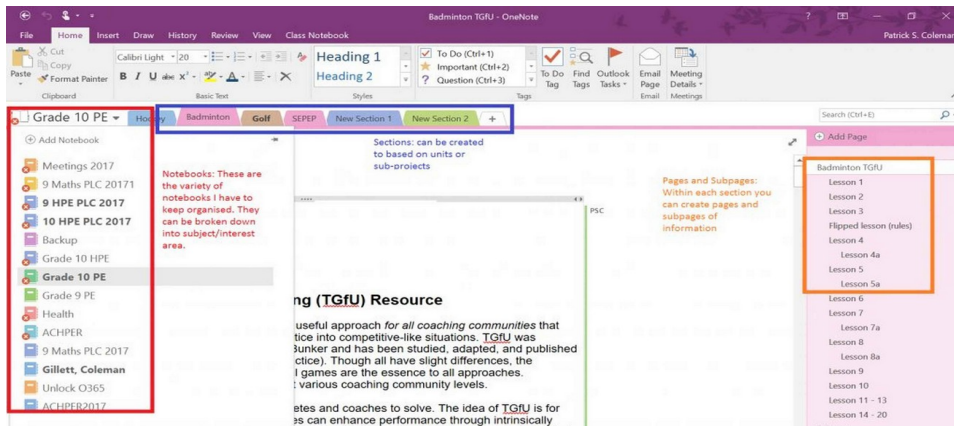 Badminton TGfU - OneNote
?
File Home Insert Draw History Review View Class Notebook
Patrick S. Coleman
Paste
Cut
Copy
Format Painter
Clipboard
Calibri Light 20
B I U abc x² A
Basic Text
Heading 1
Heading 2
Styles
To Do (Ctrl+1)
Important (Ctrl+2)
? Question (Ctrl+3)
To Do
Tag
Find
Tags
Outlook
Tasks
Tags
Email
Page
Email
Meeting
Details
Meetings
Grade 10 PE
Hockey Badminton Golf SEPEP New Section 1 New Section 2 +
Search (Ctrl+E)
Add Notebook
Meetings 2017
9 Maths PLC 20171
9 HPE PLC 2017
10 HPE PLC 2017
Backup
Grade 10 HPE
Grade 10 PE
Grade 9 PE
Health
ACHPER
9 Maths PLC 2017
Gillett, Coleman
Unlock O365
ACHPER2017
Notebooks: These are
the variety of
notebooks I have to
keep organised. They
can be broken down
into subject/interest
area.
Sections: can be created
to based on units or
sub-projects
Pages and Subpages:
Within each section you
can create pages and
subpages of
information
PSC
ng (TGfU) Resource
useful approach for all coaching communities that
tice into competitive-like situations. TGfU was
Bunker and has been studied, adapted, and published
ctice). Though all have slight differences, the
l games are the essence to all approaches.
various coaching community levels.
etes and coaches to solve. The idea of TGfU is for
es can enhance performance through intrinsically
Add Page
Badminton TGfU
Lesson 1
Lesson 2
Lesson 3
Flipped lesson (rules)
Lesson 4
Lesson 4a
Lesson 5
Lesson 5a
Lesson 6
Lesson 7
Lesson 7a
Lesson 8
Lesson 8a
Lesson 9
Lesson 10
Lesson 11 - 13
Lesson 14 - 20